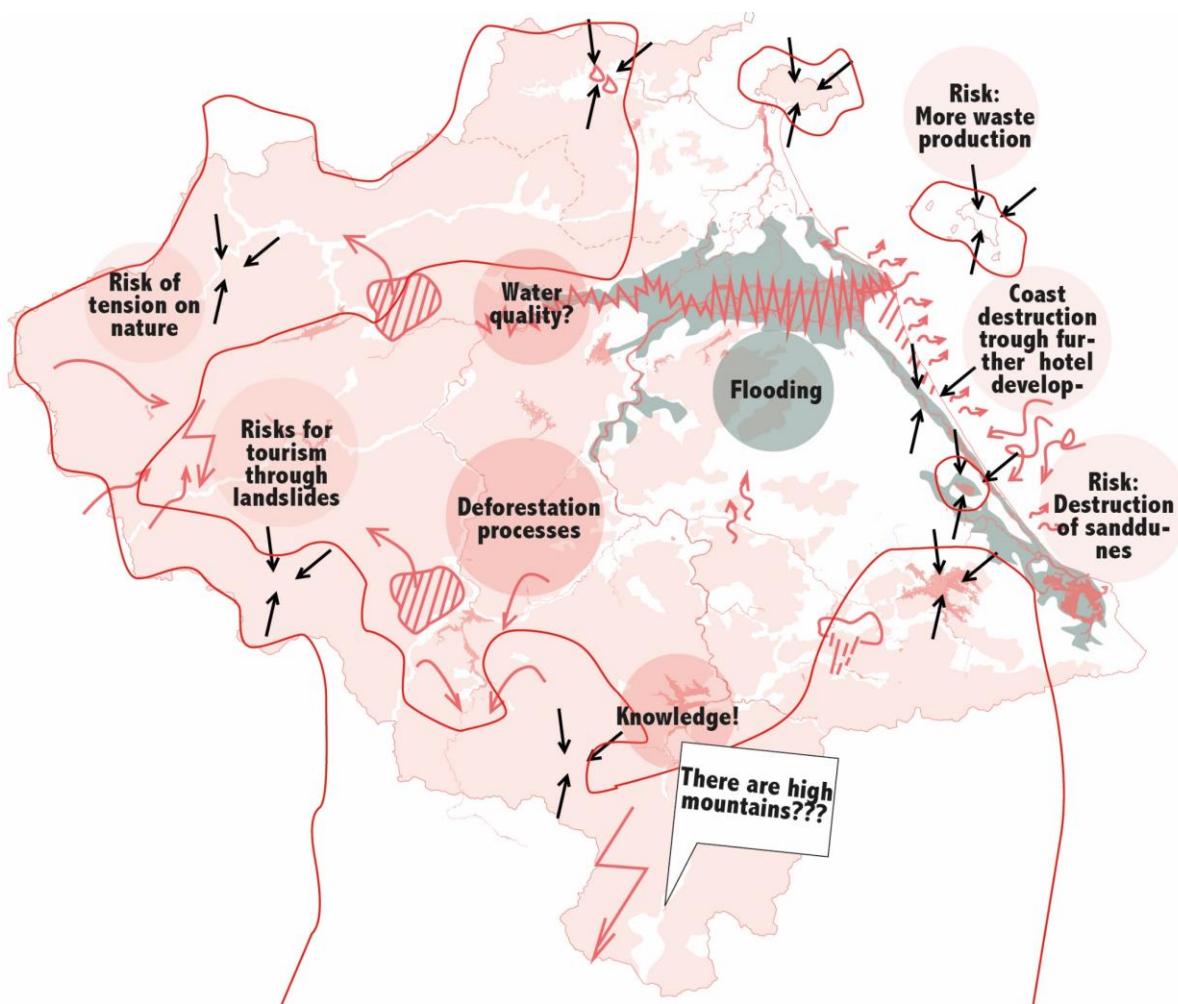 Risk:
More waste
production
Risk of
tension on
nature
Water
quality?
Coast
destruction
trough fur-
ther hotel
develop-
Flooding
Risks for
tourism
through
landslides
Deforestation
processes
Risk:
Destruction
of sanddu-
nes
Knowledge!
There are high
mountains???